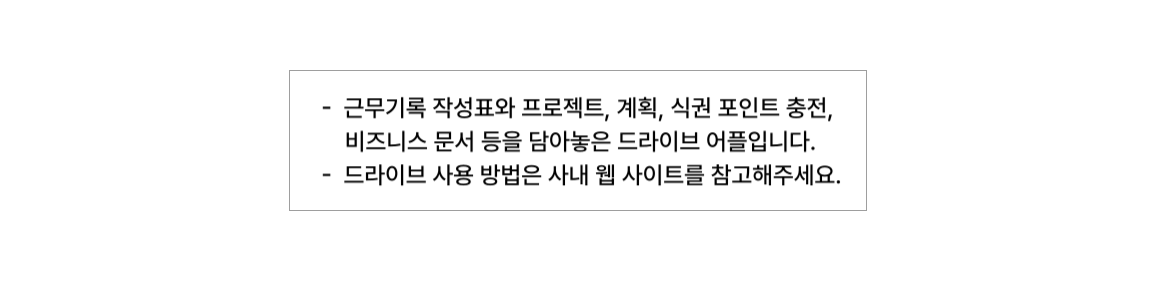 - 근무기록 작성표와 프로젝트, 계획, 식권 포인트 충전,
비즈니스 문서 등을 담아놓은 드라이브 어플입니다.
- 드라이브 사용 방법은 사내 웹 사이트를 참고해주세요.